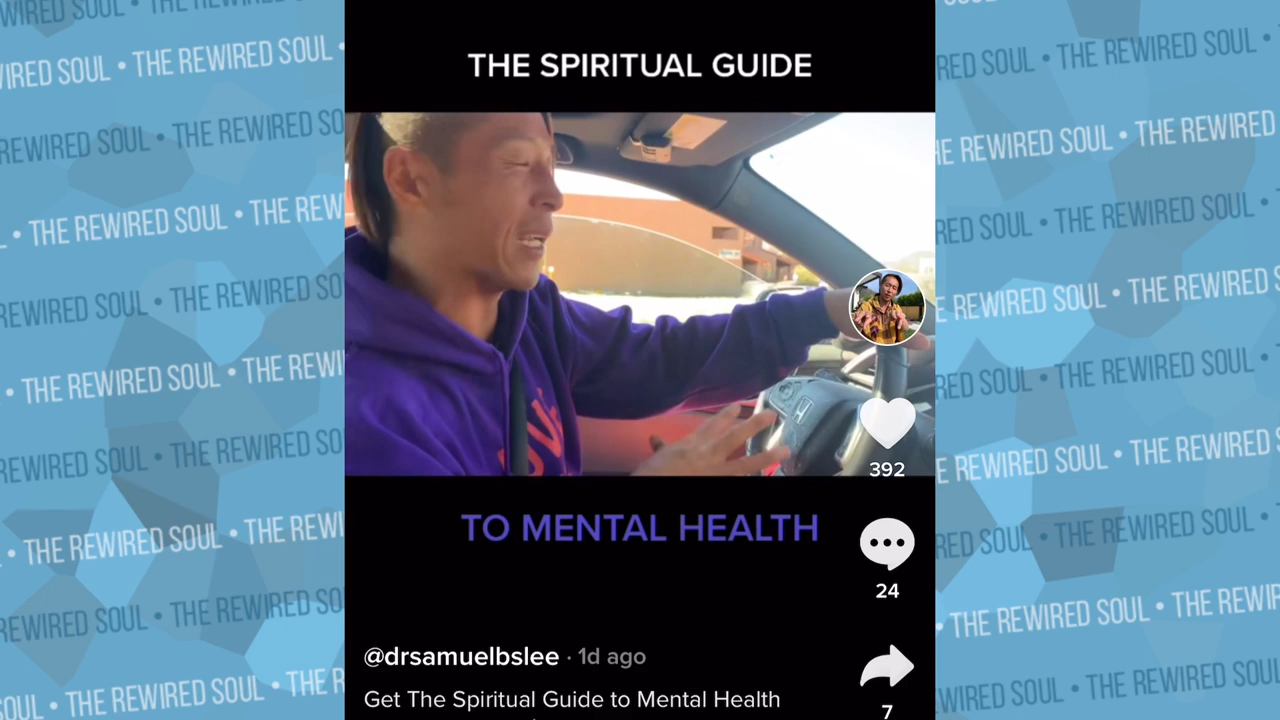 THE REWIRED SOUL • THE REWIRED SOUL
THE SPIRITUAL GUIDE
392
TO MENTAL HEALTH
24
@drsamuelbslee · 1d ago
Get The Spiritual Guide to Mental Health
7